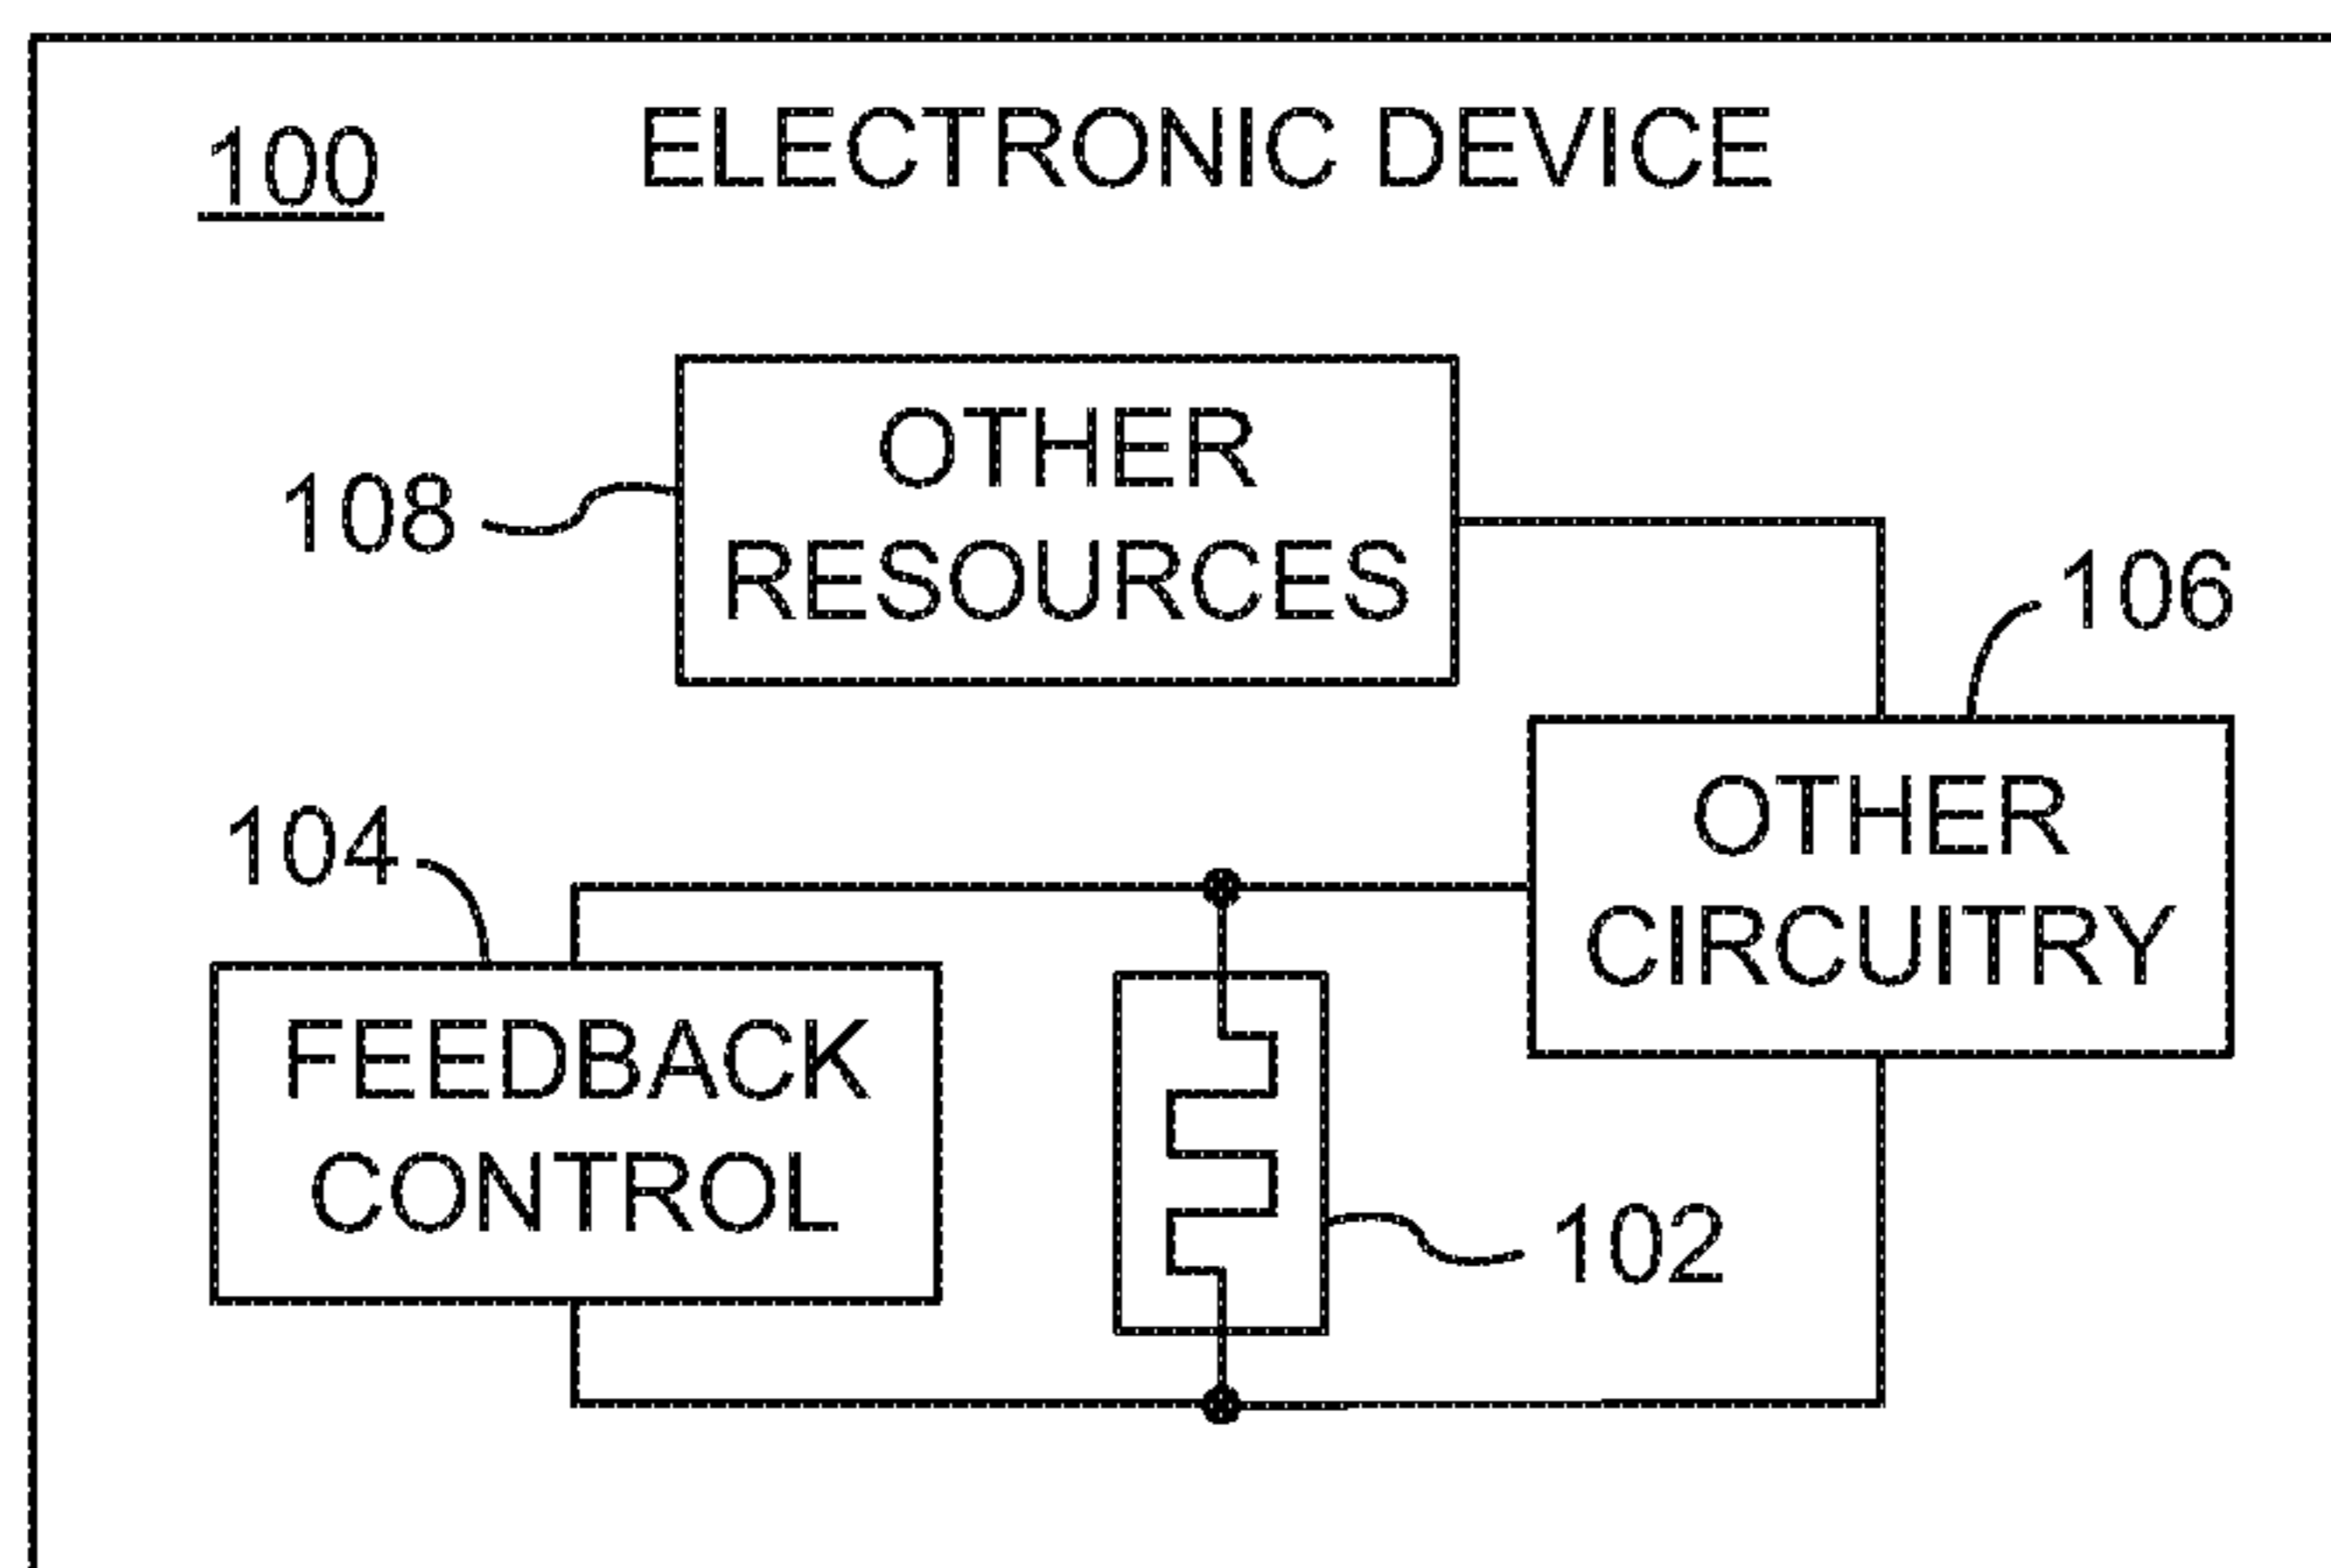 100 ELECTRONIC DEVICE
OTHER
RESOURCES
108
106
OTHER
CIRCUITRY
104
FEEDBACK
CONTROL
102